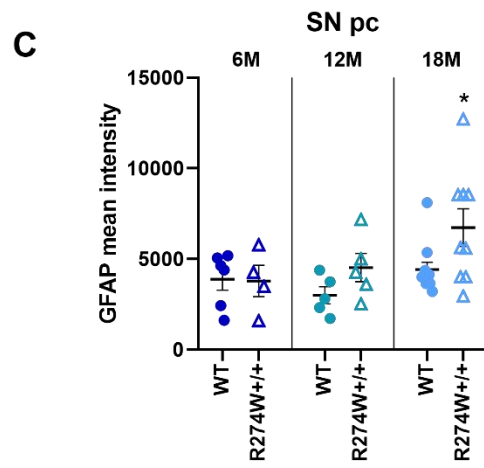 C
SN pc
6M 12M 18M
GFAP mean intensity
15000
10000
5000
0
*
WT
R274W+/+
WT
R274W+/+
WT
R274W+/+